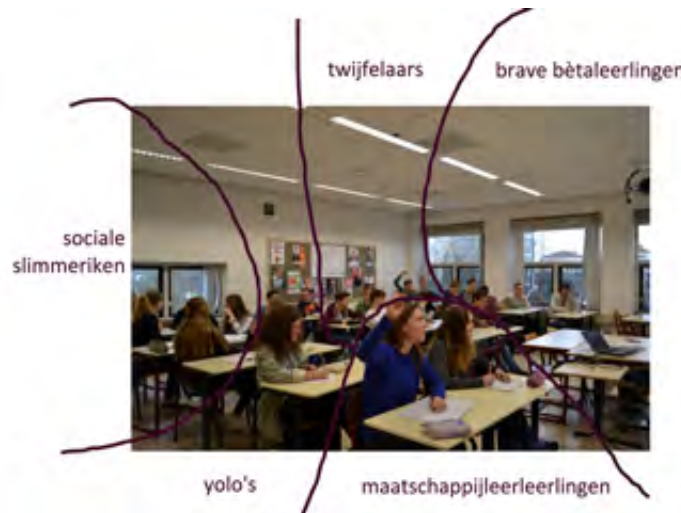 twijfelaars
brave bètaleerlingen
sociale
slimmeriken
yolo's
maatschappijleerleerlingen